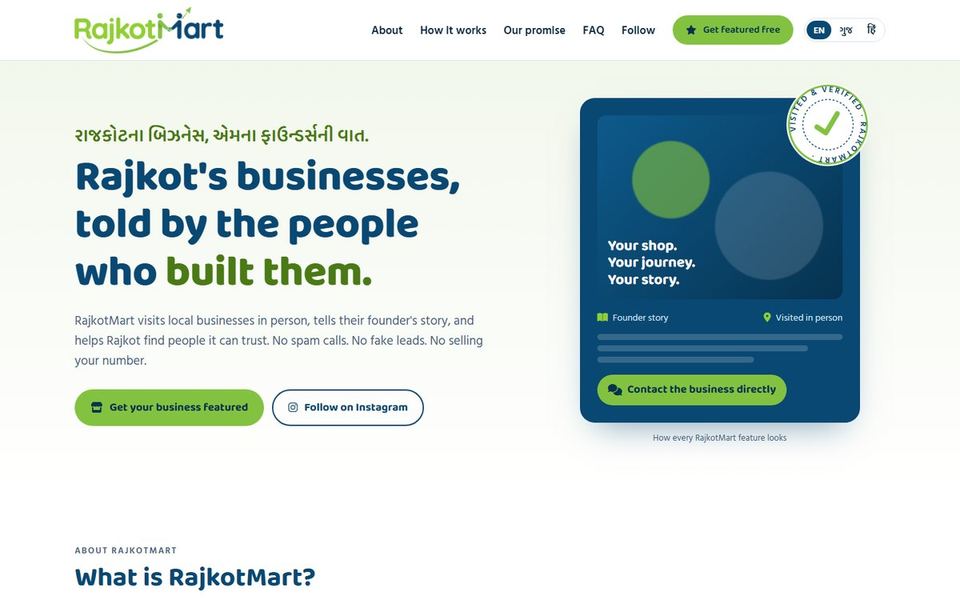 RajkotMart
About
How it works
Our promise
FAQ
Follow
Get featured free
EN
ગુજ
हिं
રાજકોટના બિઝનેસ, એમના ફાઉન્ડર્સની વાત.
Rajkot's businesses,
told by the people
who built them.
RajkotMart visits local businesses in person, tells their founder's story, and
helps Rajkot find people it can trust. No spam calls. No fake leads. No selling
your number.
Get your business featured
Follow on Instagram
VISITED & VERIFIED · RAJKOTMART ·
Your shop.
Your journey.
Your story.
Founder story
Visited in person
Contact the business directly
How every RajkotMart feature looks
ABOUT RAJKOTMART
What is RajkotMart?